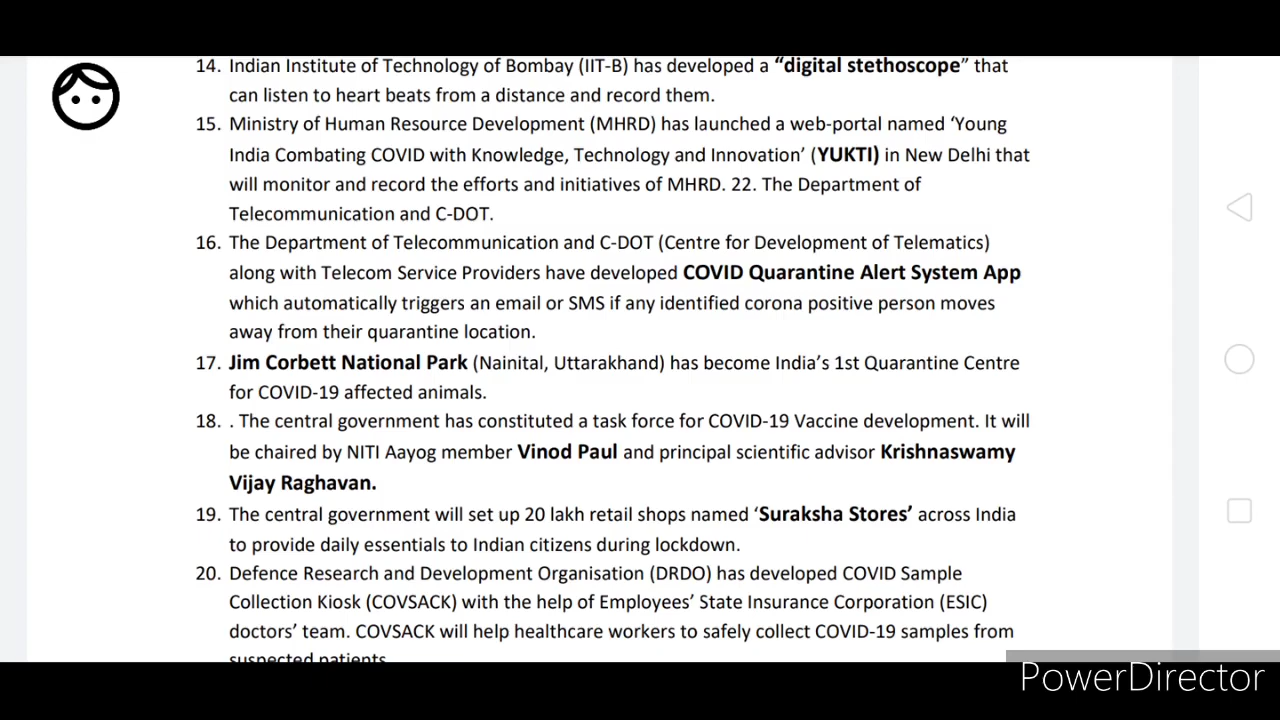 14. Indian Institute of Technology of Bombay (IIT-B) has developed a “digital stethoscope” that
can listen to heart beats from a distance and record them.
15. Ministry of Human Resource Development (MHRD) has launched a web-portal named ‘Young
India Combating COVID with Knowledge, Technology and Innovation’ (YUKTI) in New Delhi that
will monitor and record the efforts and initiatives of MHRD. 22. The Department of
Telecommunication and C-DOT.
16. The Department of Telecommunication and C-DOT (Centre for Development of Telematics)
along with Telecom Service Providers have developed COVID Quarantine Alert System App
which automatically triggers an email or SMS if any identified corona positive person moves
away from their quarantine location.
17. Jim Corbett National Park (Nainital, Uttarakhand) has become India’s 1st Quarantine Centre
for COVID-19 affected animals.
18. . The central government has constituted a task force for COVID-19 Vaccine development. It will
be chaired by NITI Aayog member Vinod Paul and principal scientific advisor Krishnaswamy
Vijay Raghavan.
19. The central government will set up 20 lakh retail shops named ‘Suraksha Stores’ across India
to provide daily essentials to Indian citizens during lockdown.
20. Defence Research and Development Organisation (DRDO) has developed COVID Sample
Collection Kiosk (COVSACK) with the help of Employees’ State Insurance Corporation (ESIC)
doctors’ team. COVSACK will help healthcare workers to safely collect COVID-19 samples from
suspected patients.
PowerDirector